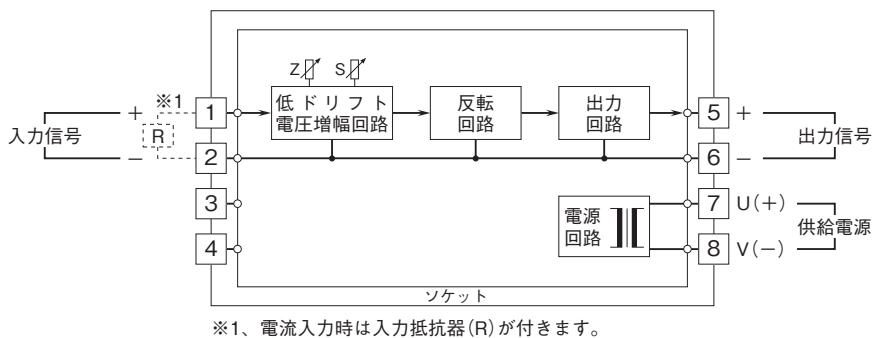 Z S
※1
入力信号
+
R
−
1
2
3
4
低ドリフト
電圧増幅回路
反転
回路
出力
回路
電源
回路
5
6
7
8
+
−
U(+)
V(−)
出力信号
供給電源
ソケット
※1、電流入力時は入力抵抗器(R)が付きます。